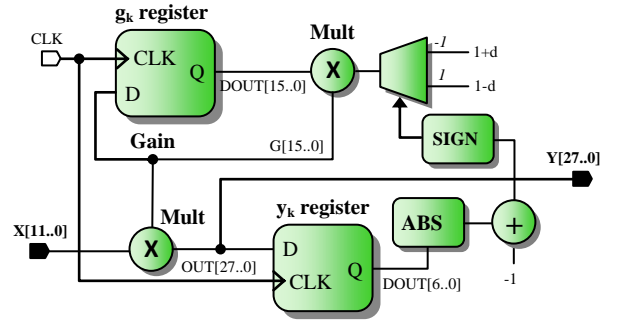 gk register
CLK
Mult
-1
1+d
CLK
Q
X
DOUT[15..0]
1
1-d
D
Gain
G[15..0]
SIGN
Y[27..0]
X[11..0]
Mult
yk register
ABS
+
X
D
OUT[27..0]
Q
CLK
DOUT[6..0]
-1